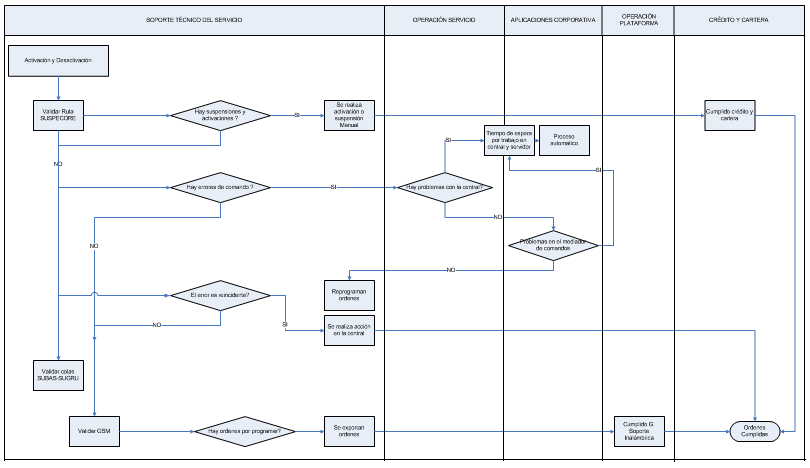 SOPORTE TÉCNICO DEL SERVICIO
OPERACIÓN SERVICIO
APLICACIONES CORPORATIVA
OPERACIÓN
PLATAFORMA
CRÉDITO Y CARTERA
Activación y Desactivación
Validar Ruta
SUSPECORE
Hay suspensiones y
activaciones ?
SI
Se realiza
activación o
suspensión
Manual
Cumplido crédito y
cartera
SI
Tiempo de espera
por trabajo en
central y servidor
Proceso
automatico
NO
SI
Hay errores de comando ?
SI
Hay problemas con la central?
NO
NO
Problemas en el mediador
de comandos
NO
El error es reincidente?
Reprograman
ordenes
NO
SI
Se realiza acción
en la central
Validar colas
SUBAS-SUGRU
Validar GSM
Hay ordenes por programar?
Se exportan
ordenes
Cumplido G
Soporte
Inalámbrica
Ordenes
Cumplidas